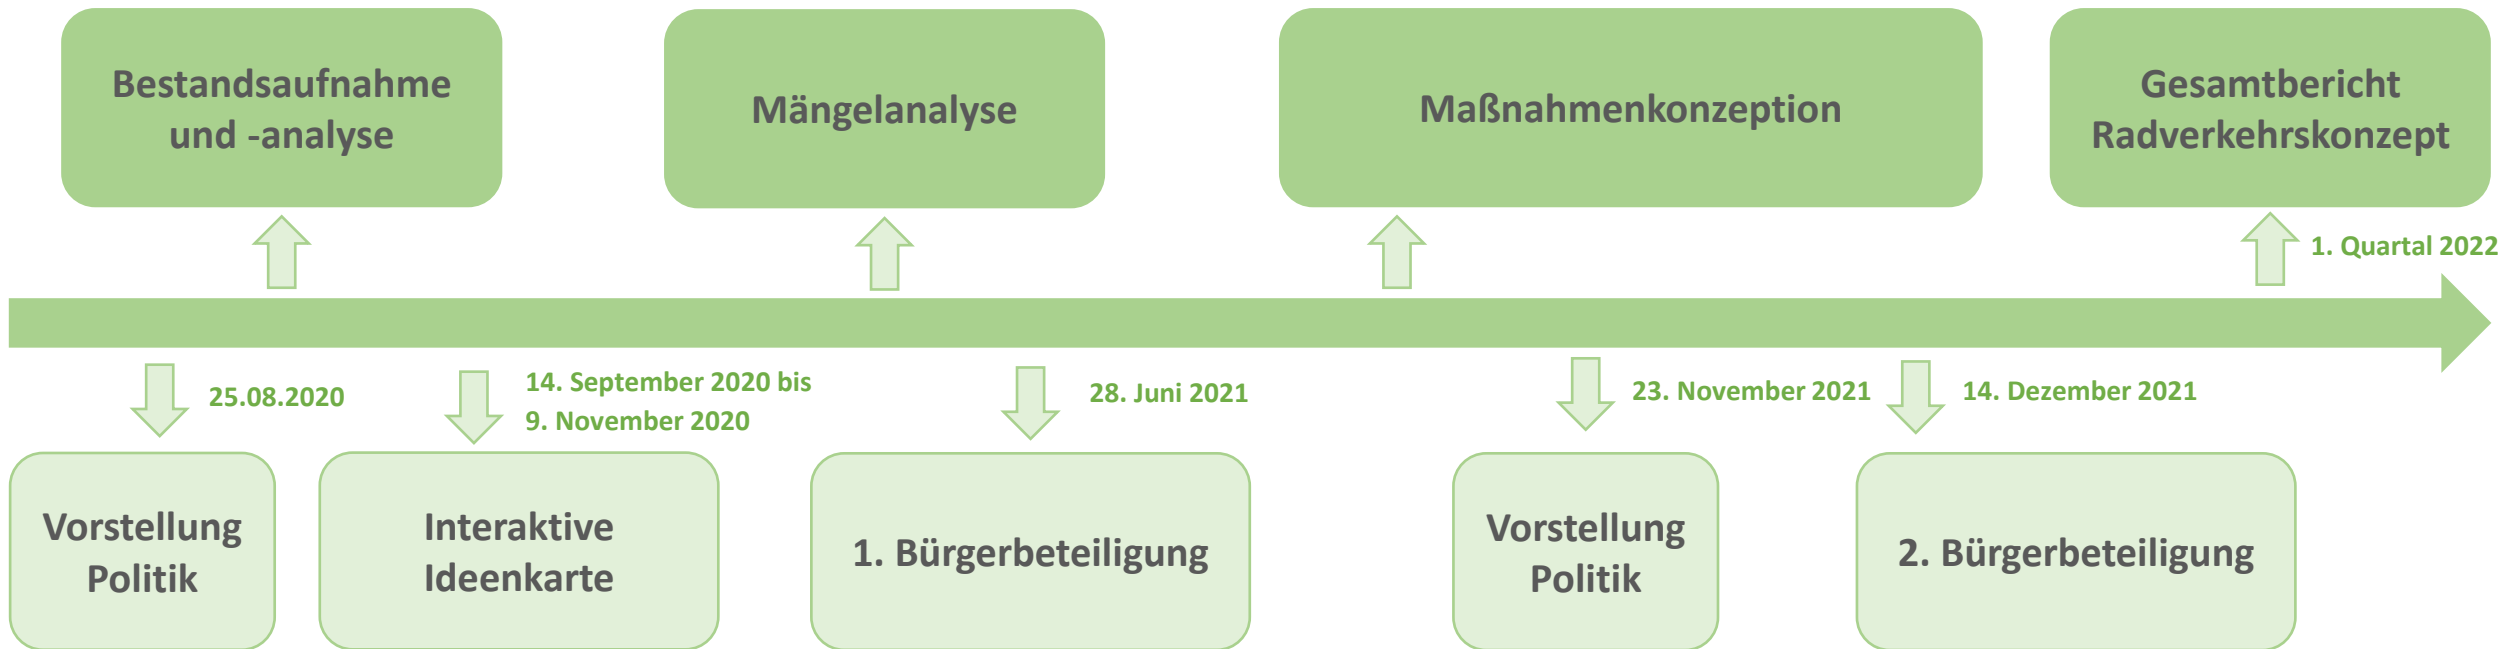 Bestandsaufnahme
und -analyse
Mängelanalyse
Maßnahmenkonzeption
Gesamtbericht
Radverkehrskonzept
1. Quartal 2022
25.08.2020
14. September 2020 bis
9. November 2020
28. Juni 2021
23. November 2021
14. Dezember 2021
Vorstellung
Politik
Interaktive
Ideenkarte
1. Bürgerbeteiligung
Vorstellung
Politik
2. Bürgerbeteiligung